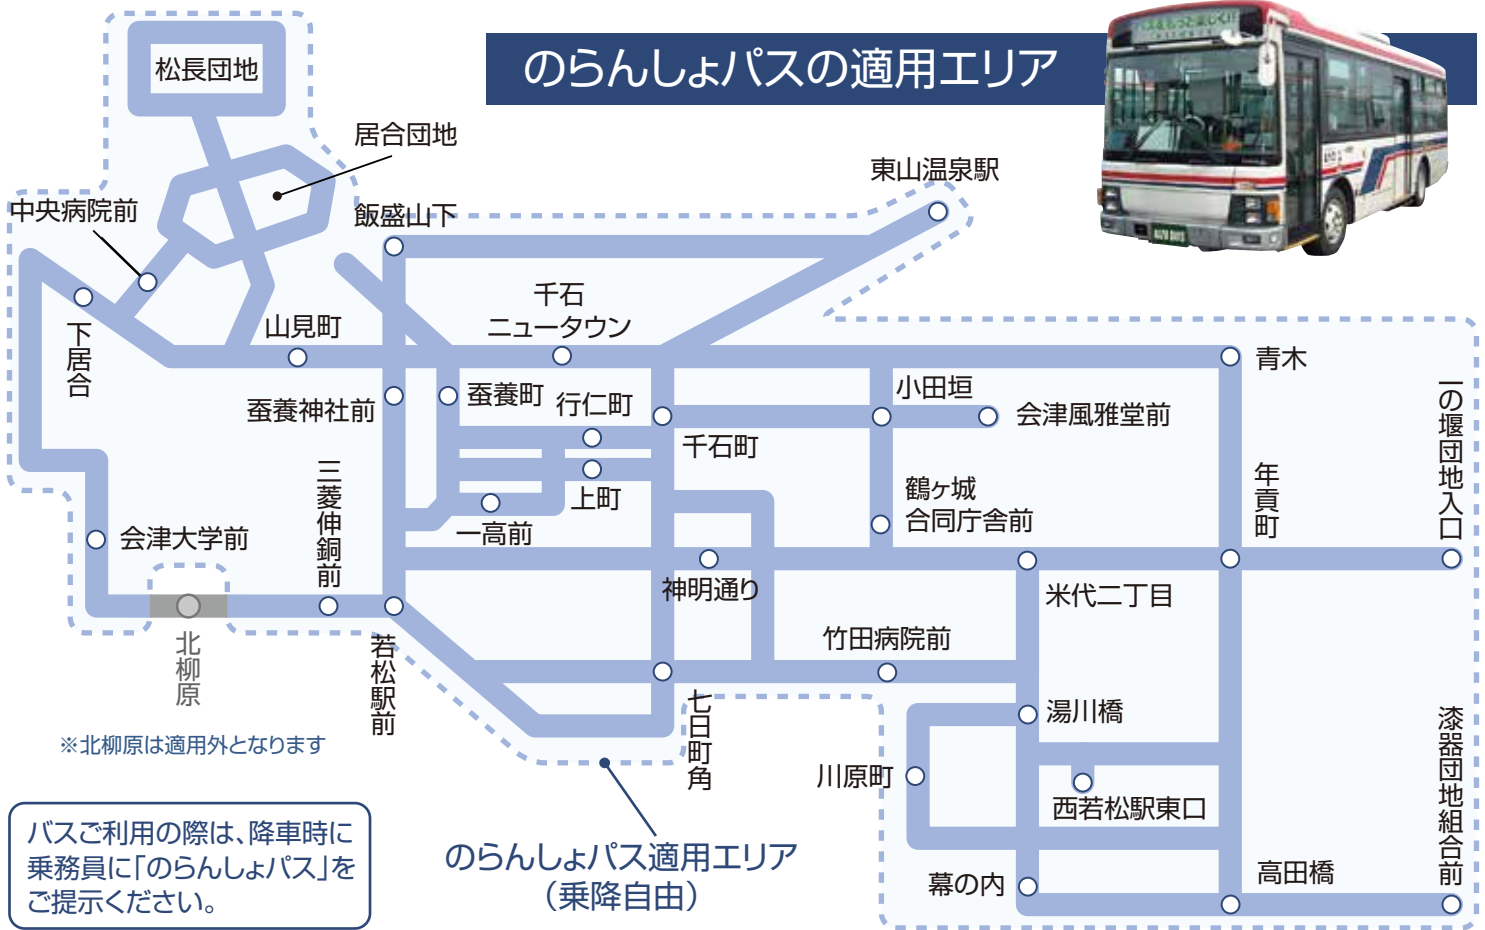 のらんしょパスの適用エリア
松長団地
居合団地
東山温泉駅
中央病院前
飯盛山下
千石
ニュータウン
山見町
下居合
青木
小田垣
蚕養町
行仁町
蚕養神社前
会津風雅堂前
一の堰団地入口
千石町
三菱伸銅前
年貢町
鶴ヶ城
合同庁舎前
上町
一高前
会津大学前
神明通り
米代二丁目
竹田病院前
北柳原
若松駅前
七日町角
湯川橋
漆器団地組合前
※北柳原は適用外となります
川原町
西若松駅東口
バスご利用の際は、降車時に
乗務員に「のらんしょパス」を
ご提示ください。
のらんしょパス適用エリア
（乗降自由）
幕の内
高田橋